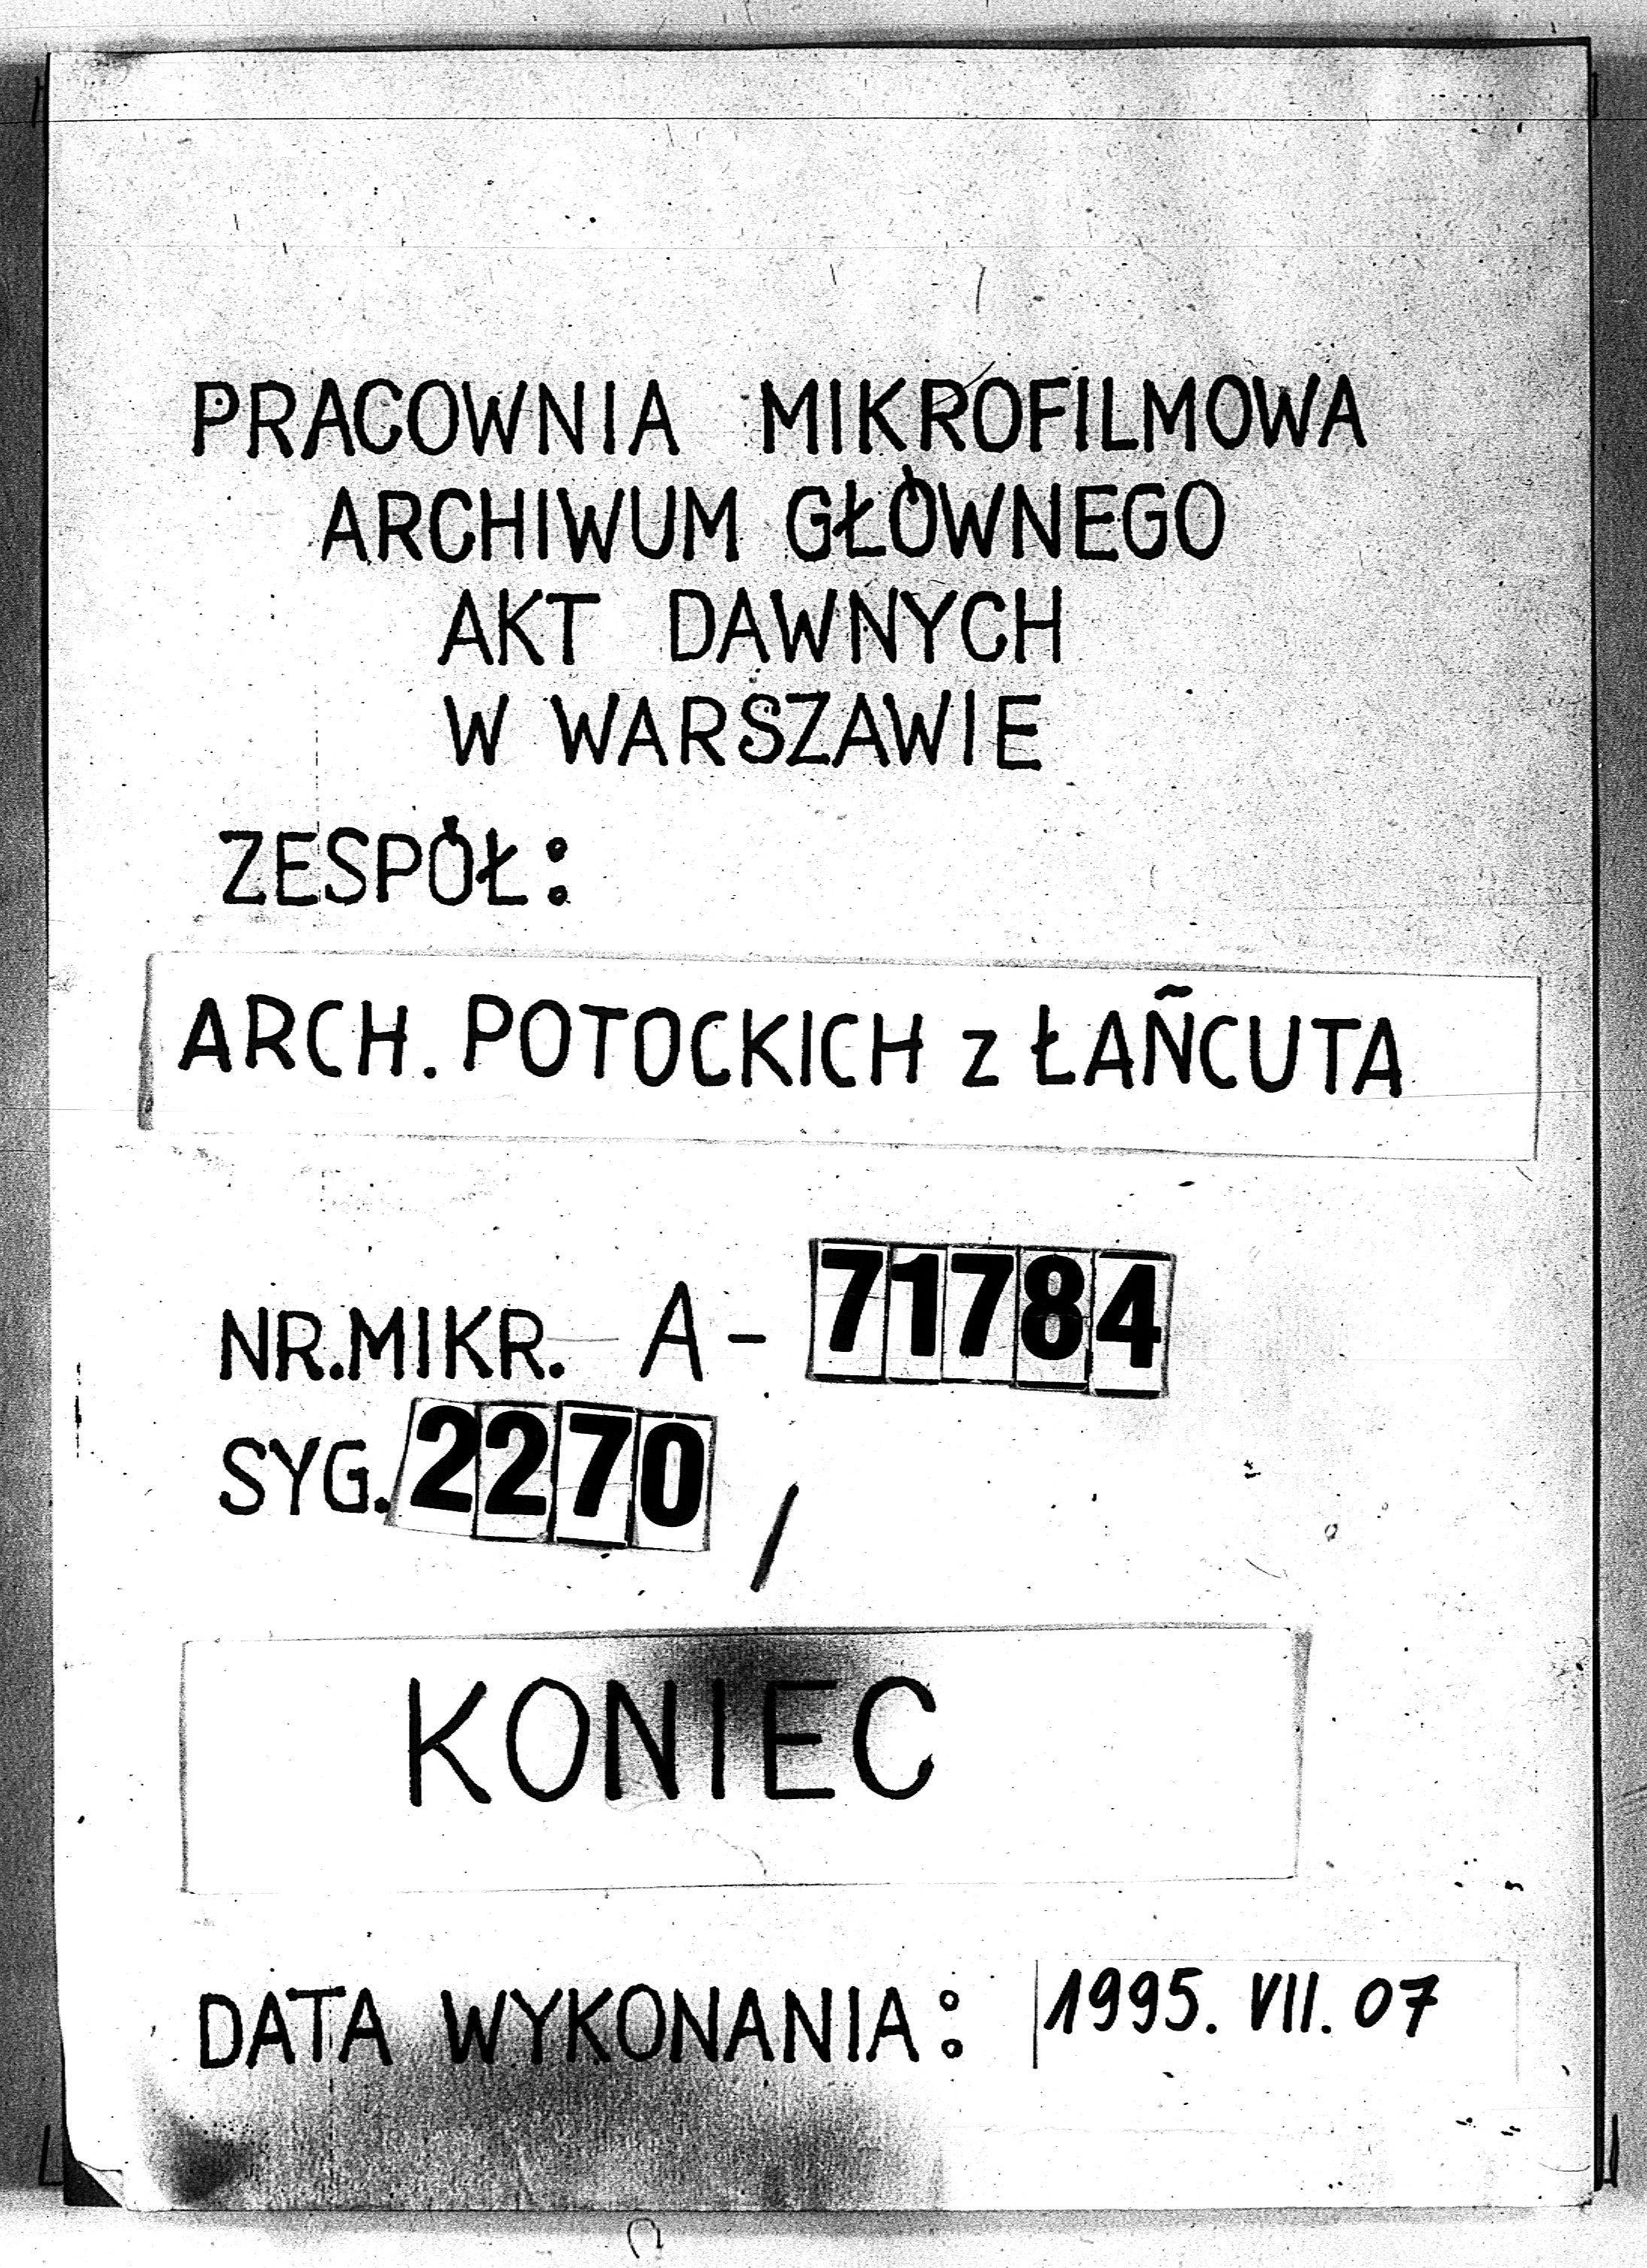 PRACOWNIA MIKROFILMOWA
ARCHIWUM GŁÓWNEGO
AKT DAWNYCH
W WARSZAWIE
ZESPÓŁ:
ARCH. POTOCKICH z ŁAÑCUTA
NR.MIKR. A- 71784
SYG. 2270 /
KONIEC
DATA WYKONANIA: 1995. VII. 07